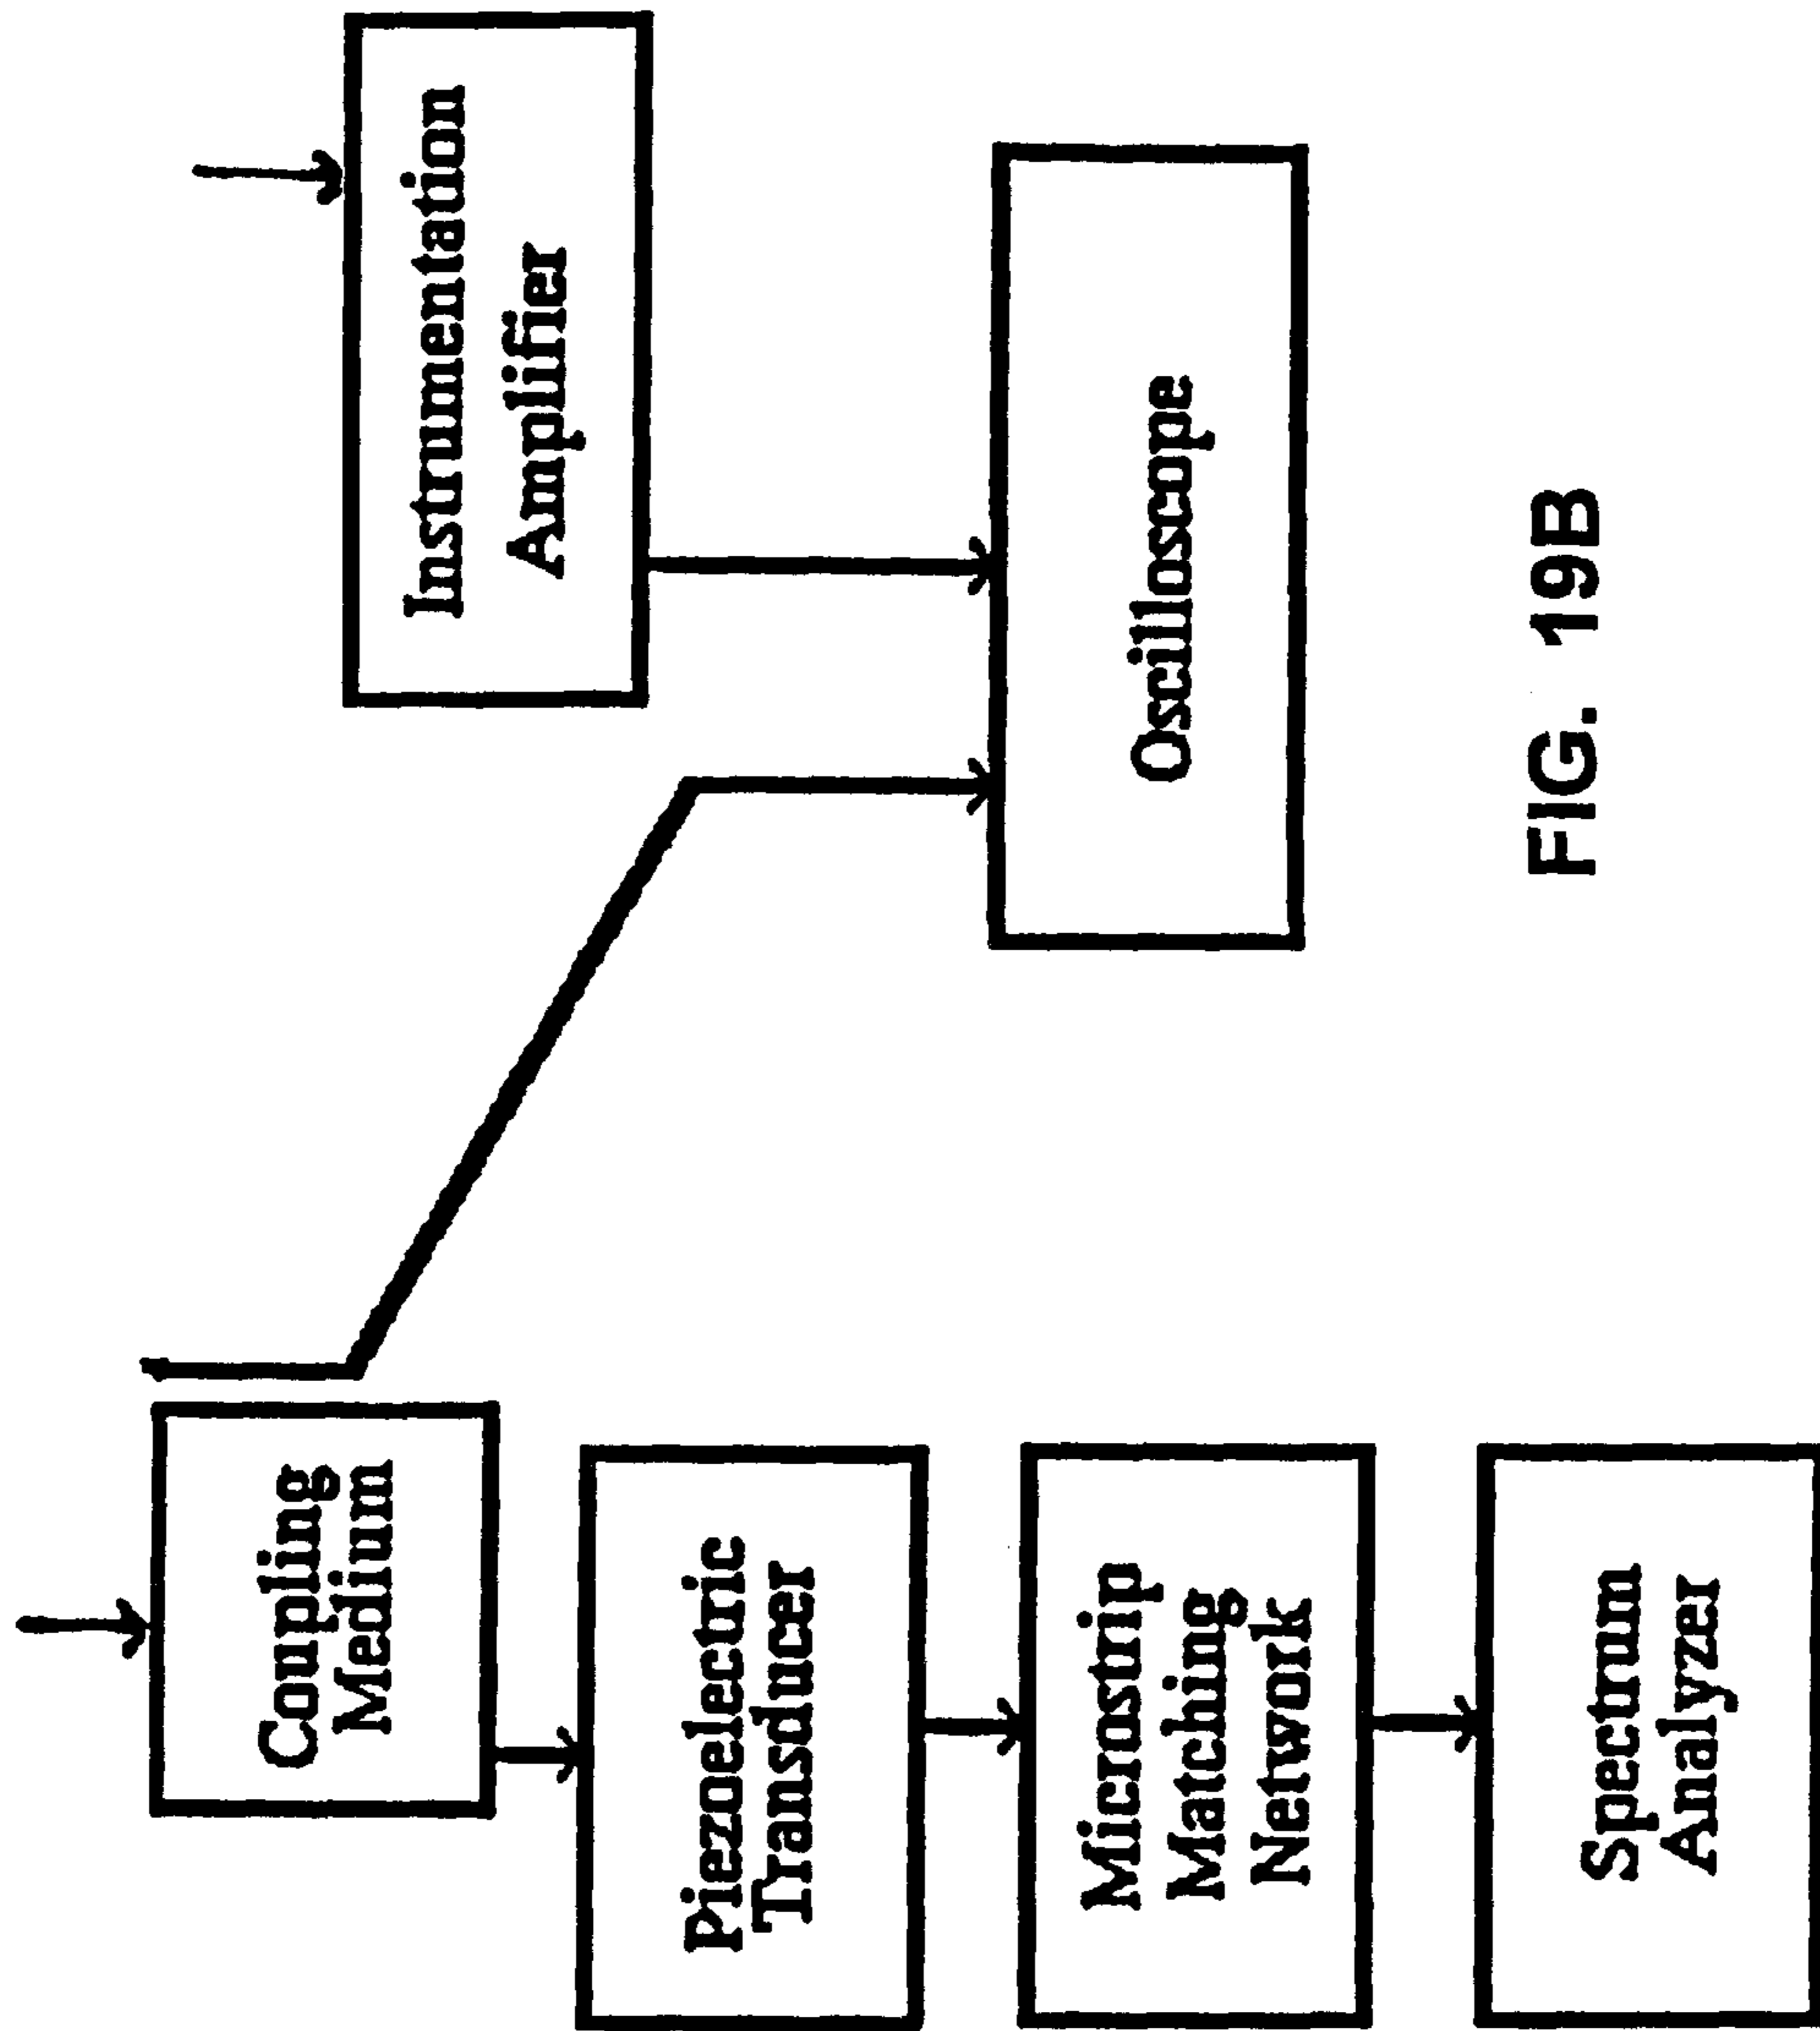 Coupling
Medium
Piezoelectric
Transducer
Microstrip
Matching
Network
Spectrum
Analyzer
Instrumentation
Amplifier
Oscilloscope
FIG. 19B